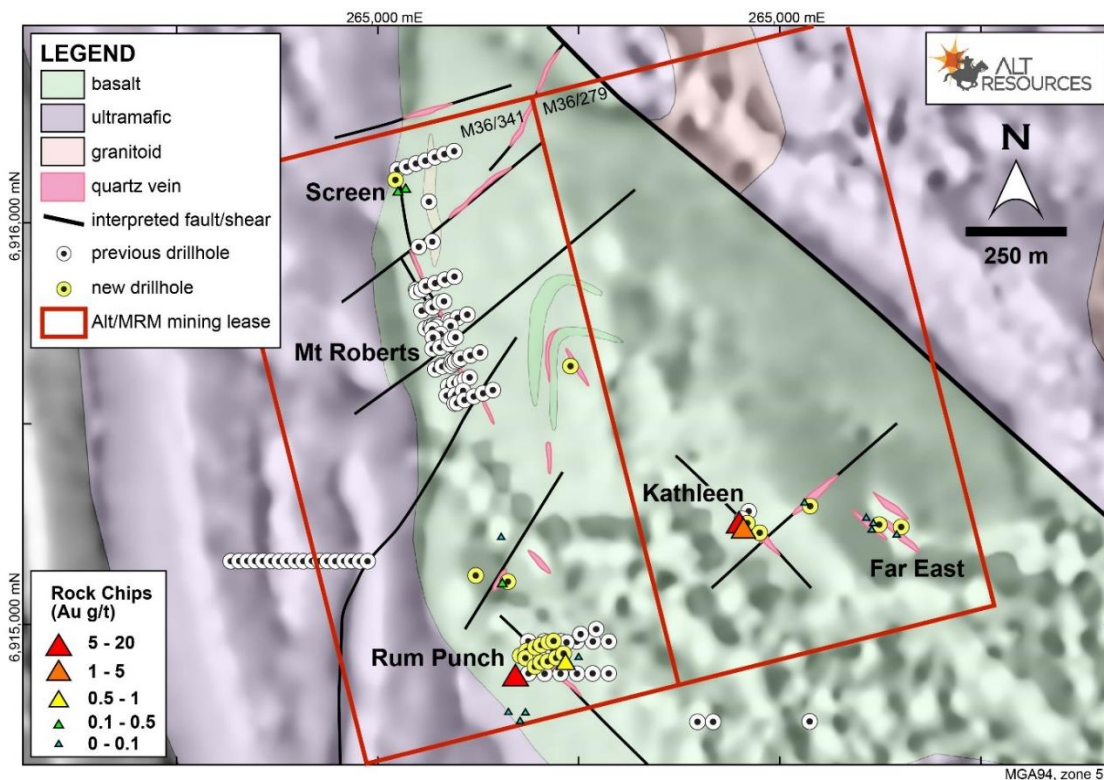 265,000 mE
265,000 mE
LEGEND
basalt
ultramafic
granitoid
quartz vein
interpreted fault/shear
previous drillhole
new drillhole
Alt/MRM mining lease
ALT
RESOURCES
N
250 m
M36/341
M36/279
6,916,000 mN
Screen
Mt Roberts
Kathleen
Far East
6,915,000 mN
Rum Punch
Rock Chips
(Au g/t)
5 - 20
1 - 5
0.5 - 1
0.1 - 0.5
0 - 0.1
MGA94, zone 5